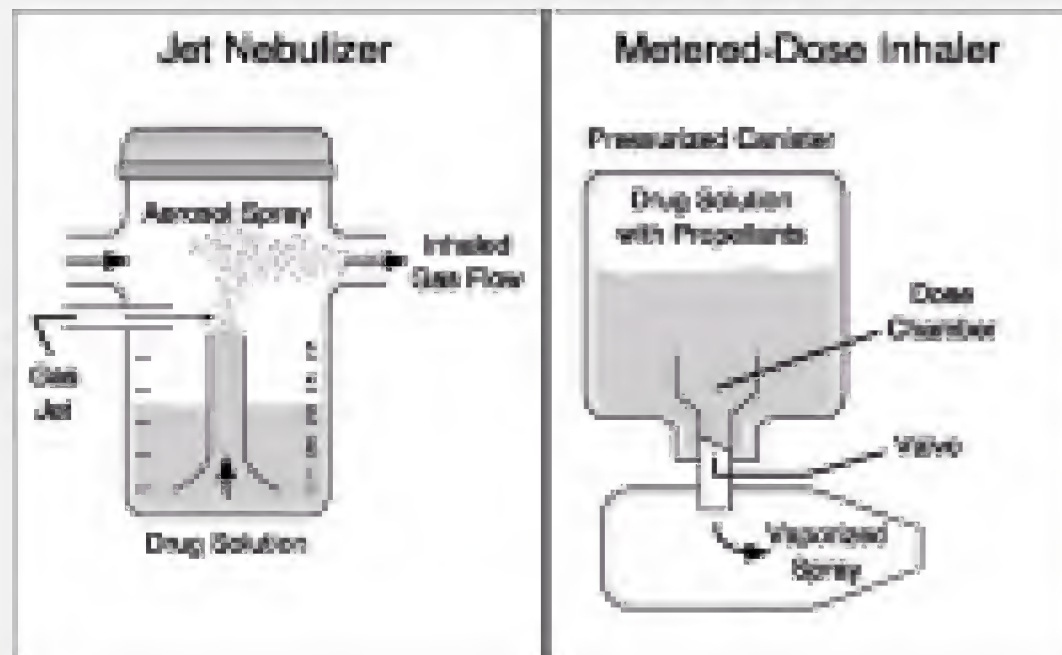 Jet Nebulizer
Aerosol Spray
Inhaled
Gas Flow
Gas
Jet
Drug Solution
Metered-Dose Inhaler
Pressurized Canister
Drug Solution
with Propellants
Dose
Chamber
Valve
Vaporized
Spray